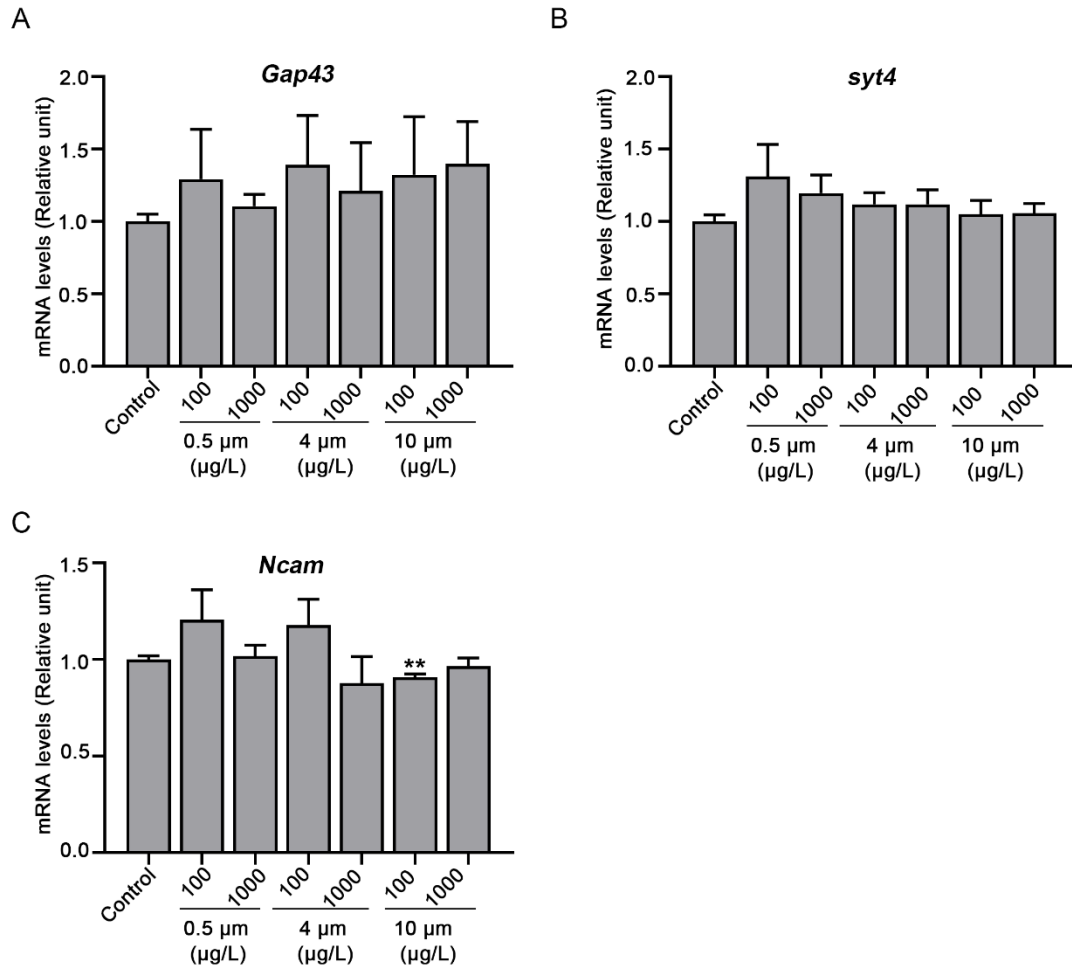 A
Gap43
mRNA levels (Relative unit)
2.0
1.5
1.0
0.5
0.0
Control
100
1000
100
1000
100
1000
0.5 µm
4 µm
10 µm
(µg/L)
(µg/L)
(µg/L)
B
syt4
mRNA levels (Relative unit)
2.0
1.5
1.0
0.5
0.0
Control
100
1000
100
1000
100
1000
0.5 µm
4 µm
10 µm
(µg/L)
(µg/L)
(µg/L)
C
Ncam
mRNA levels (Relative unit)
1.5
1.0
0.5
0.0
**
Control
100
1000
100
1000
100
1000
0.5 µm
4 µm
10 µm
(µg/L)
(µg/L)
(µg/L)